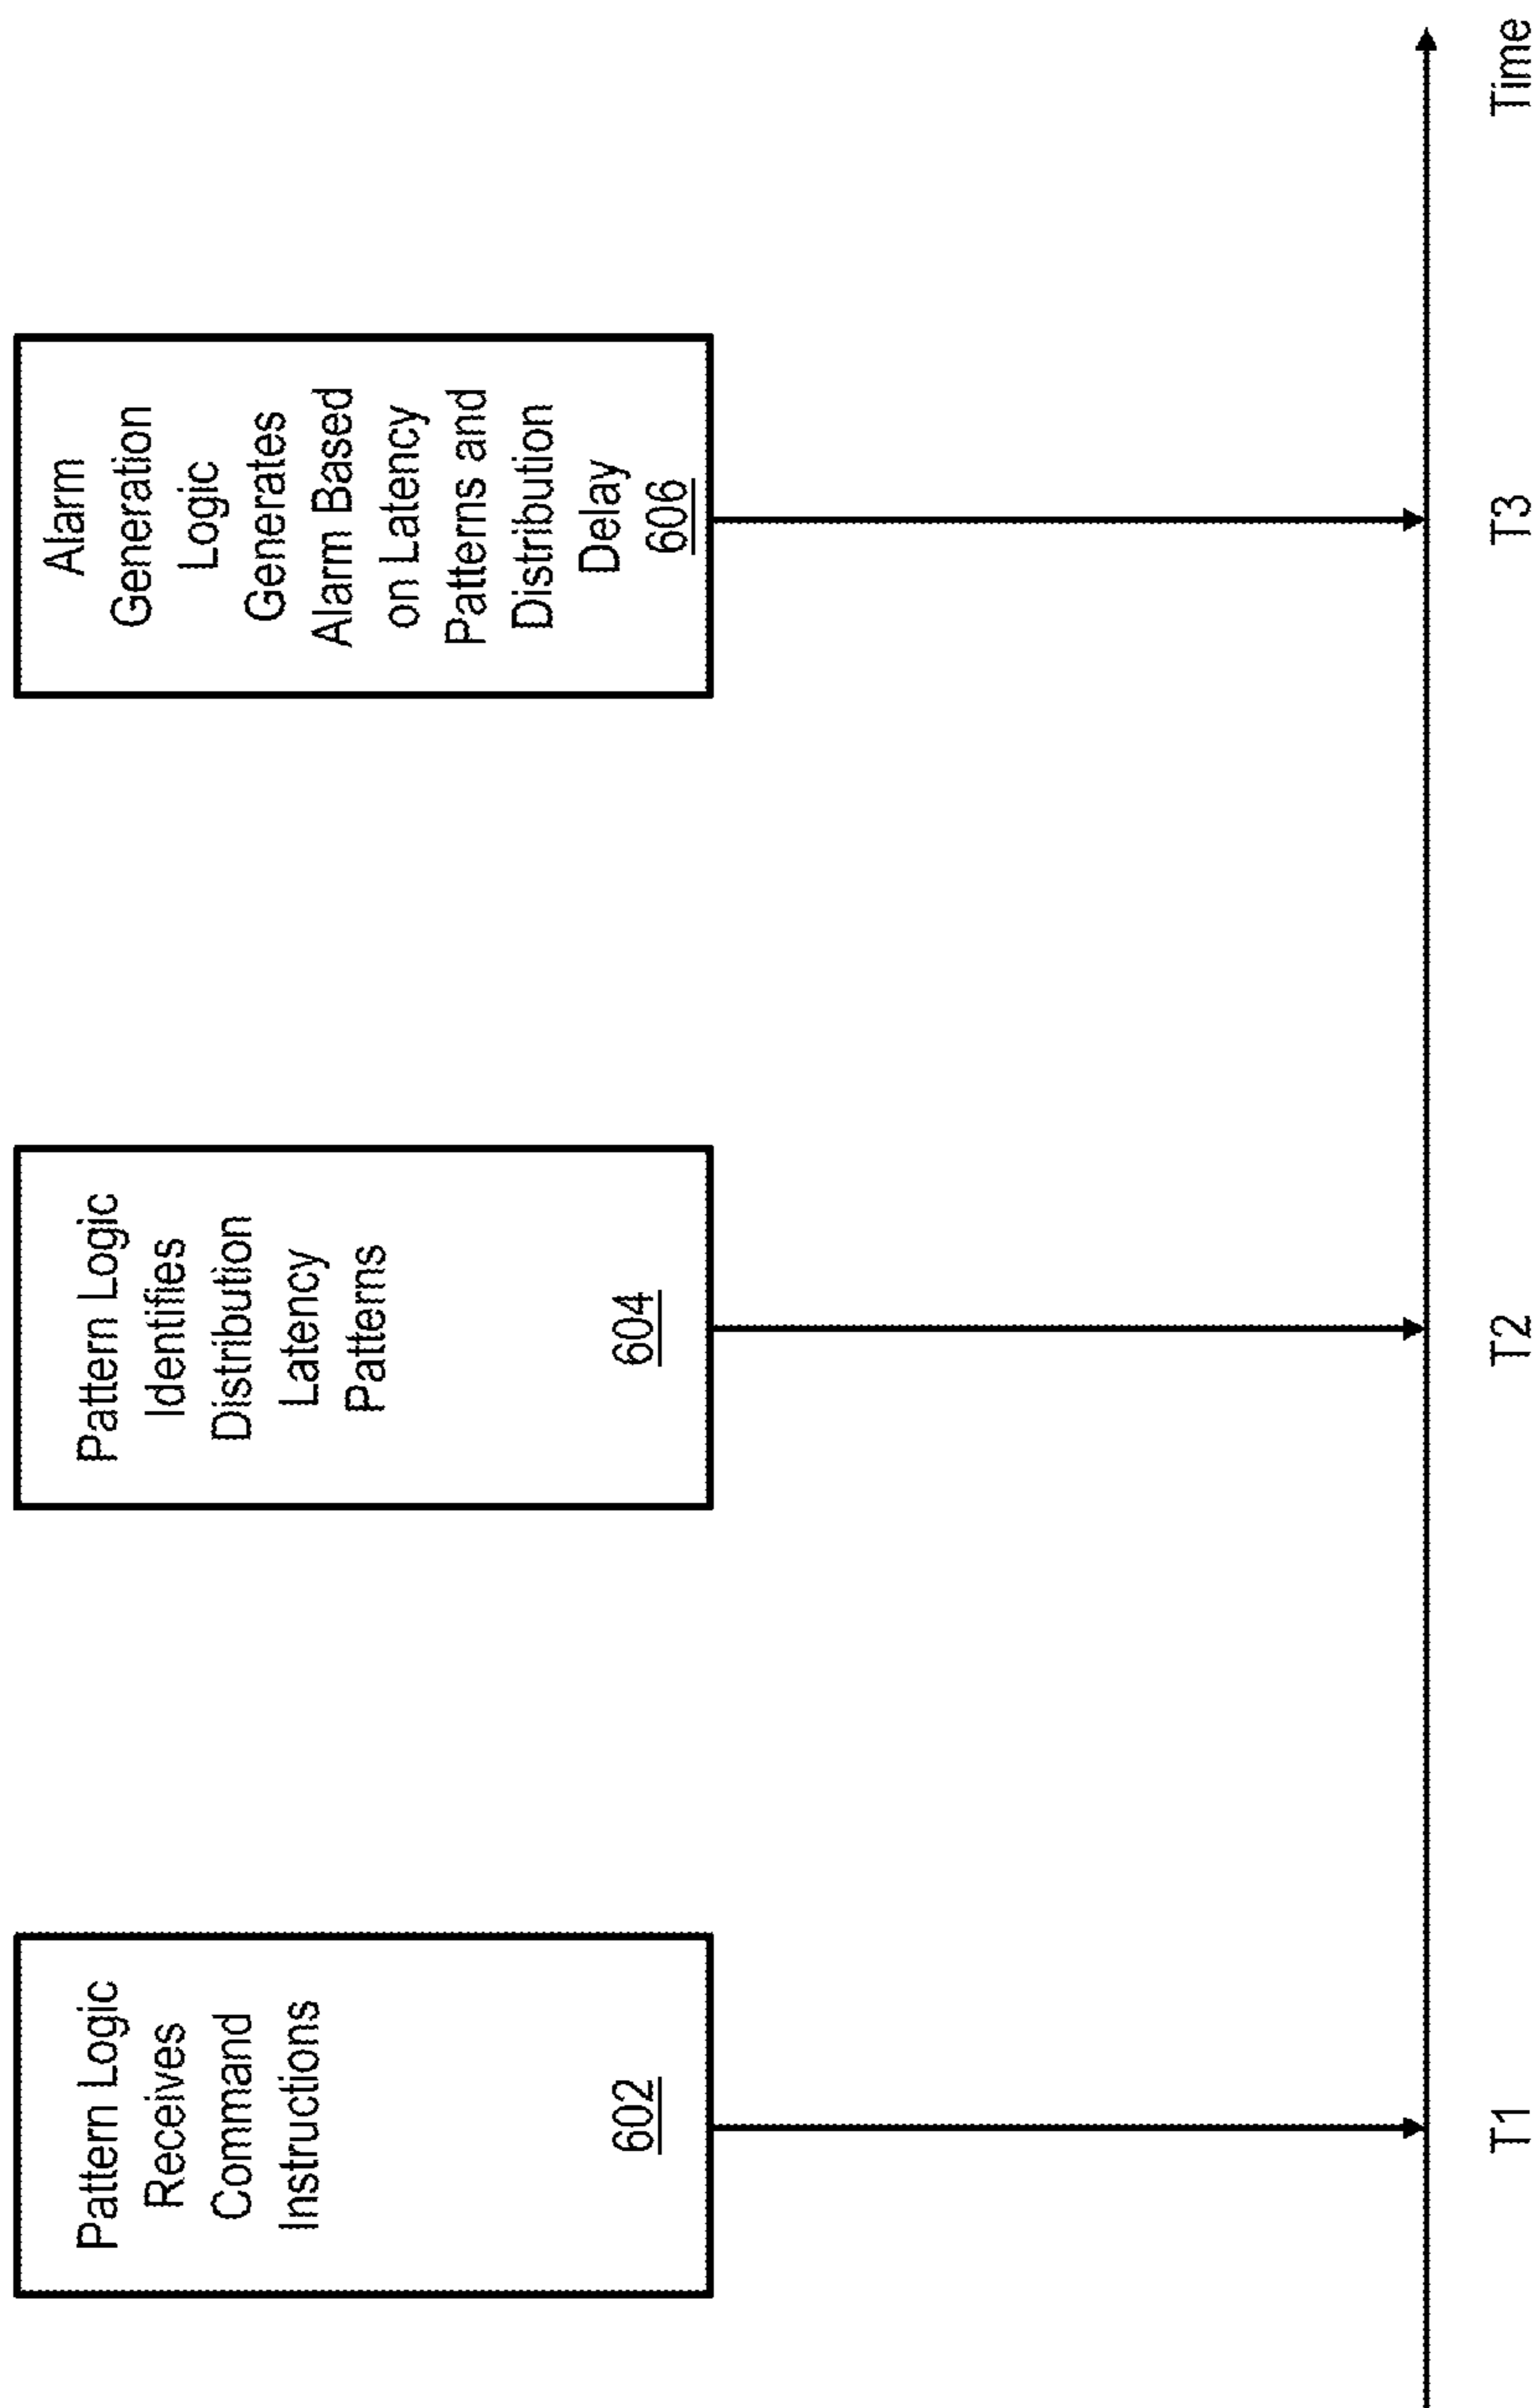 Pattern Logic
Receives
Command
Instructions
602
Pattern Logic
Identifies
Distribution
Latency
Patterns
604
Alarm
Generation
Logic
Generates
Alarm Based
on Latency
Patterns and
Distribution
Delay
606
T1
T2
T3
Time